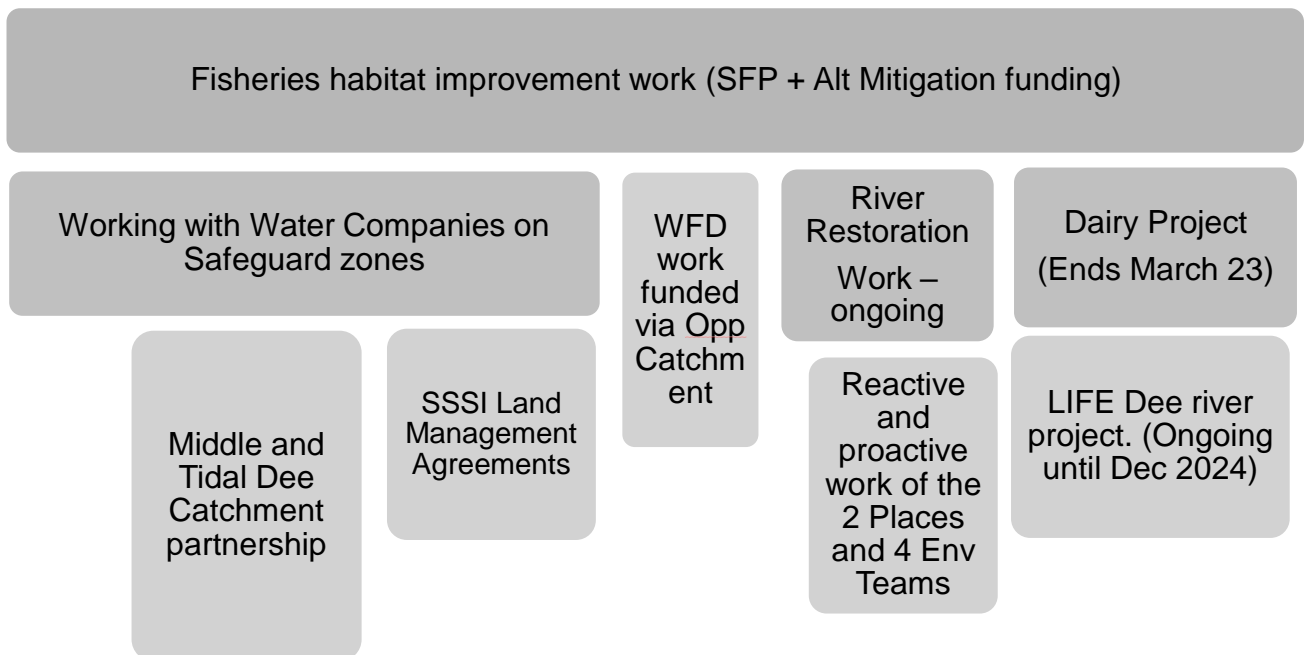 Fisheries habitat improvement work (SFP + Alt Mitigation funding)
Working with Water Companies on
Safeguard zones
WFD
work
funded
via Opp
Catchm
ent
River
Restoration
Work –
ongoing
Dairy Project
(Ends March 23)
Middle and
Tidal Dee
Catchment
partnership
SSSI Land
Management
Agreements
Reactive
and
proactive
work of the
2 Places
and 4 Env
Teams
LIFE Dee river
project. (Ongoing
until Dec 2024)